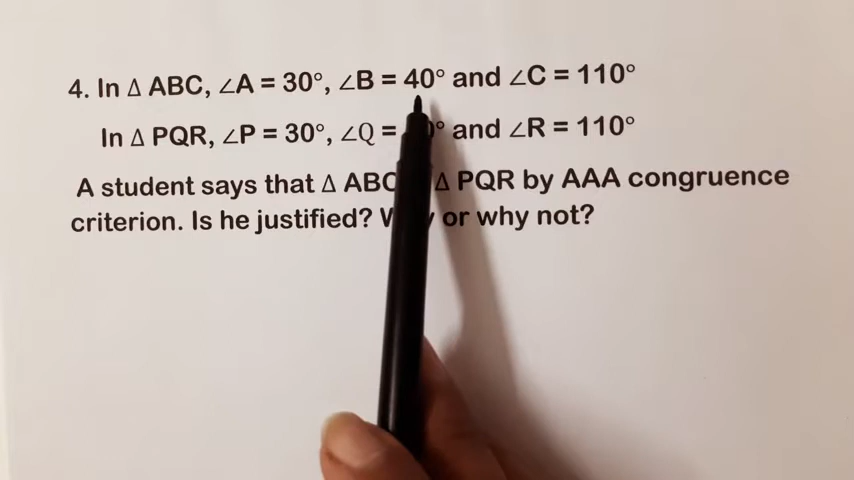 4. In Δ ABC, ∠A = 30°, ∠B = 40° and ∠C = 110°
In Δ PQR, ∠P = 30°, ∠Q = 0° and ∠R = 110°
A student says that Δ ABC Δ PQR by AAA congruence
criterion. Is he justified? or why not?